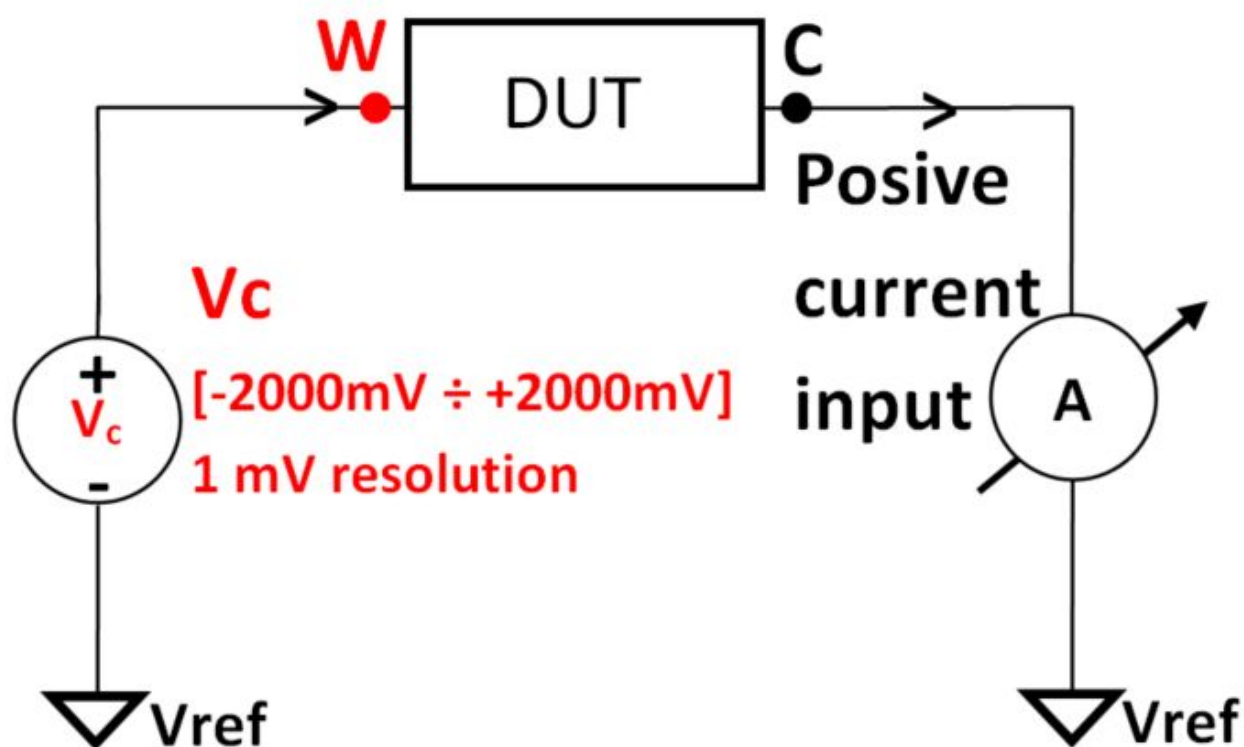 W
DUT
C
Posive
current
input
Vc
[-2000mV ÷ +2000mV]
1 mV resolution
+
Vc
-
A
Vref
Vref